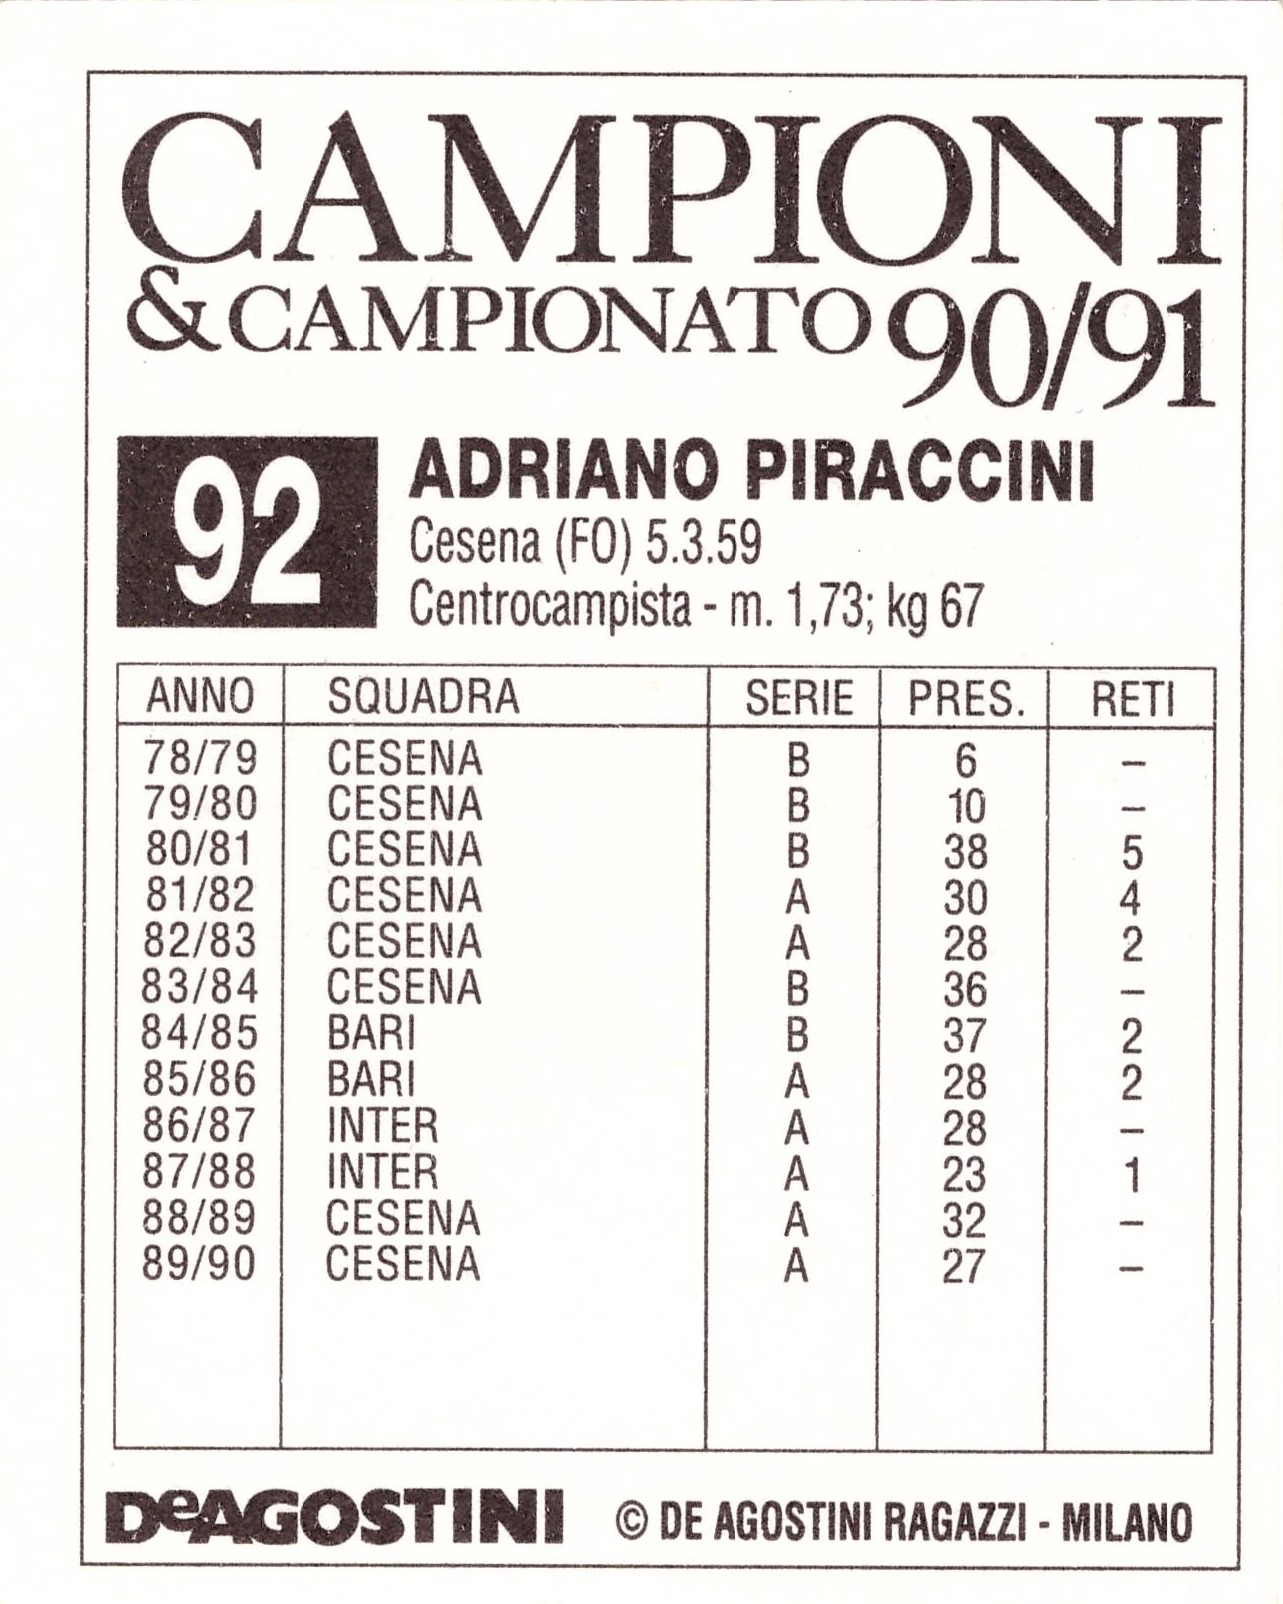 CAMPIONI
& CAMPIONATO 90/91
92
ADRIANO PIRACCINI
Cesena (FO) 5.3.59
Centrocampista - m. 1,73; kg 67
ANNO SQUADRA SERIE PRES. RETI
78/79 CESENA B 6 –
79/80 CESENA B 10 –
80/81 CESENA B 38 5
81/82 CESENA A 30 4
82/83 CESENA A 28 2
83/84 CESENA B 36 –
84/85 BARI B 37 2
85/86 BARI A 28 2
86/87 INTER A 28 –
87/88 INTER A 23 1
88/89 CESENA A 32 –
89/90 CESENA A 27 –
DeAGOSTINI © DE AGOSTINI RAGAZZI - MILANO